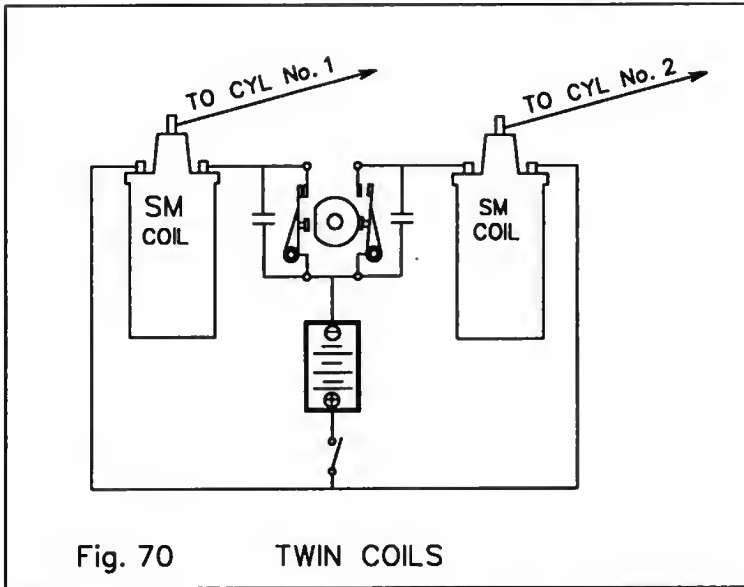 TO CYL No. 1
TO CYL No. 2
SM
COIL
SM
COIL
Fig. 70 TWIN COILS